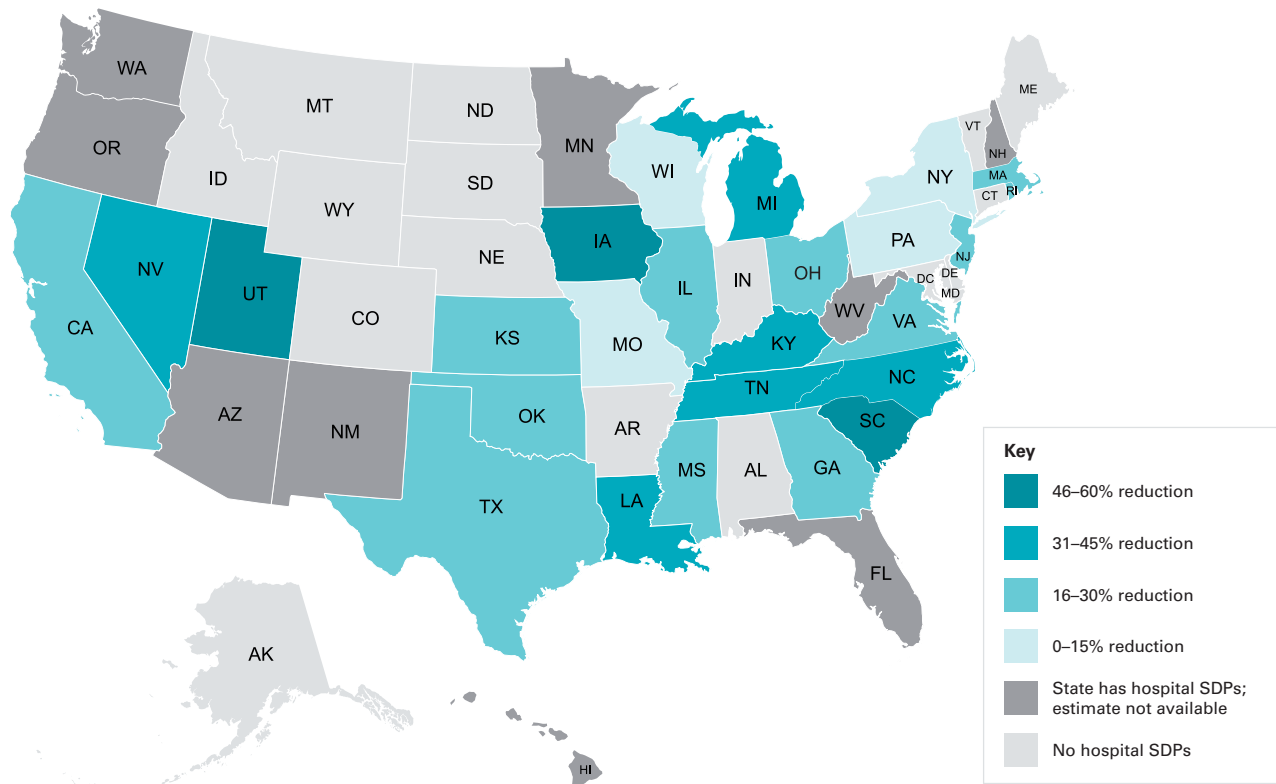 WA
MT
ND
MN
ME
VT
NH
OR
ID
SD
WI
NY
MA
RI
CT
WY
MI
IA
PA
NE
NJ
NV
UT
IL
IN
OH
DE
DC
MD
CO
WV
CA
KS
MO
KY
VA
TN
NC
AZ
NM
OK
AR
SC
MS
AL
GA
TX
LA
FL
AK
HI
Key
46–60% reduction
31–45% reduction
16–30% reduction
0–15% reduction
State has hospital SDPs;
estimate not available
No hospital SDPs